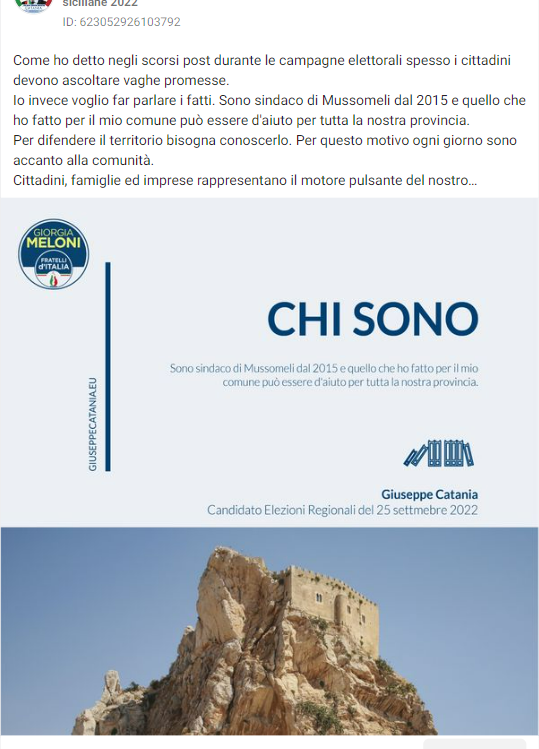 siciliane 2022
ID: 623052926103792
Come ho detto negli scorsi post durante le campagne elettorali spesso i cittadini
devono ascoltare vaghe promesse.
Io invece voglio far parlare i fatti. Sono sindaco di Mussomeli dal 2015 e quello che
ho fatto per il mio comune può essere d'aiuto per tutta la nostra provincia.
Per difendere il territorio bisogna conoscerlo. Per questo motivo ogni giorno sono
accanto alla comunità.
Cittadini, famiglie ed imprese rappresentano il motore pulsante del nostro...
GIORGIA
MELONI
FRATELLI
d'ITALIA
CHI SONO
Sono sindaco di Mussomeli dal 2015 e quello che ho fatto per il mio
comune può essere d'aiuto per tutta la nostra provincia.
GIUSEPPECATANIA.EU
Giuseppe Catania
Candidato Elezioni Regionali del 25 settmebre 2022